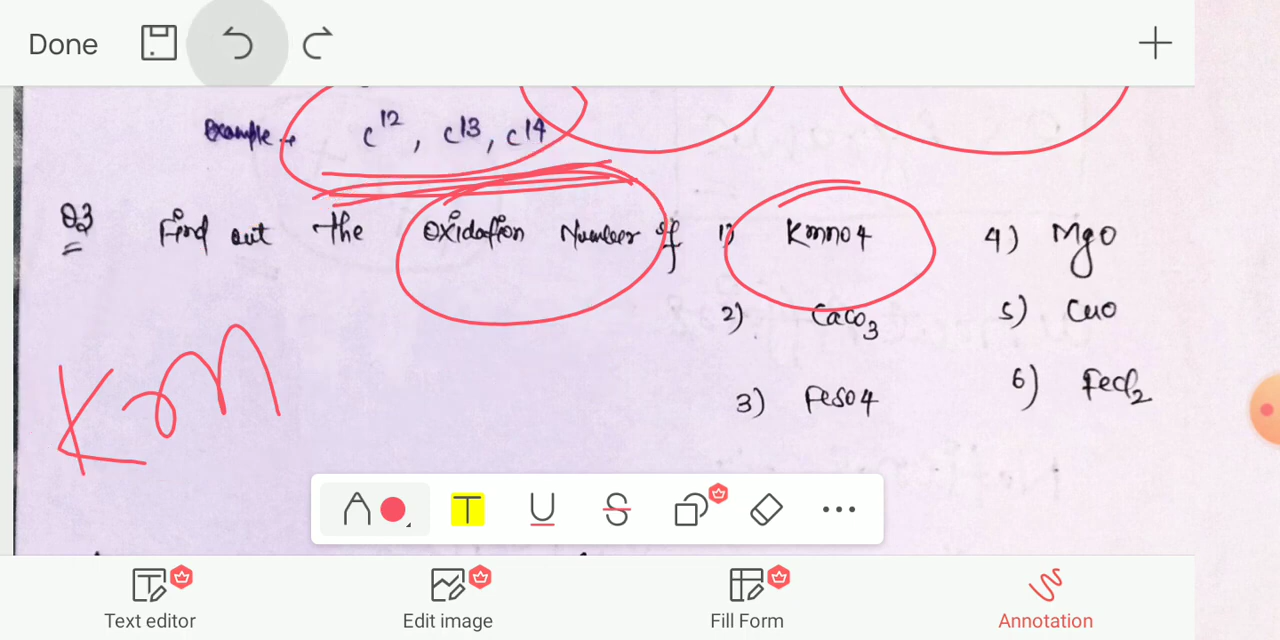 Done
Example → C12, C13, C14
Q3 Find out the Oxidation Number of 1) Kmno4 4) Mgo
2) CaCO3 5) Cuo
3) FeSO4 6) Fecl2
KM
T U S
Text editor Edit image Fill Form Annotation